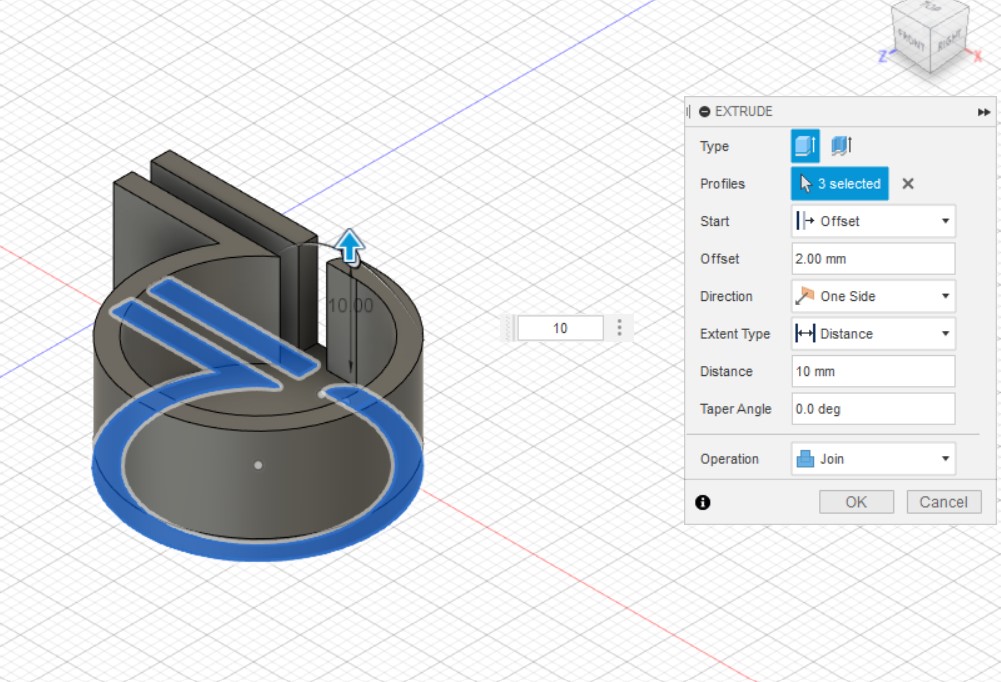 TOP
FRONT
RIGHT
Z
X
EXTRUDE
Type
Profiles
3 selected
Start
Offset
Offset
2.00 mm
10.00
Direction
One Side
10
Extent Type
Distance
Distance
10 mm
Taper Angle
0.0 deg
Operation
Join
OK
Cancel